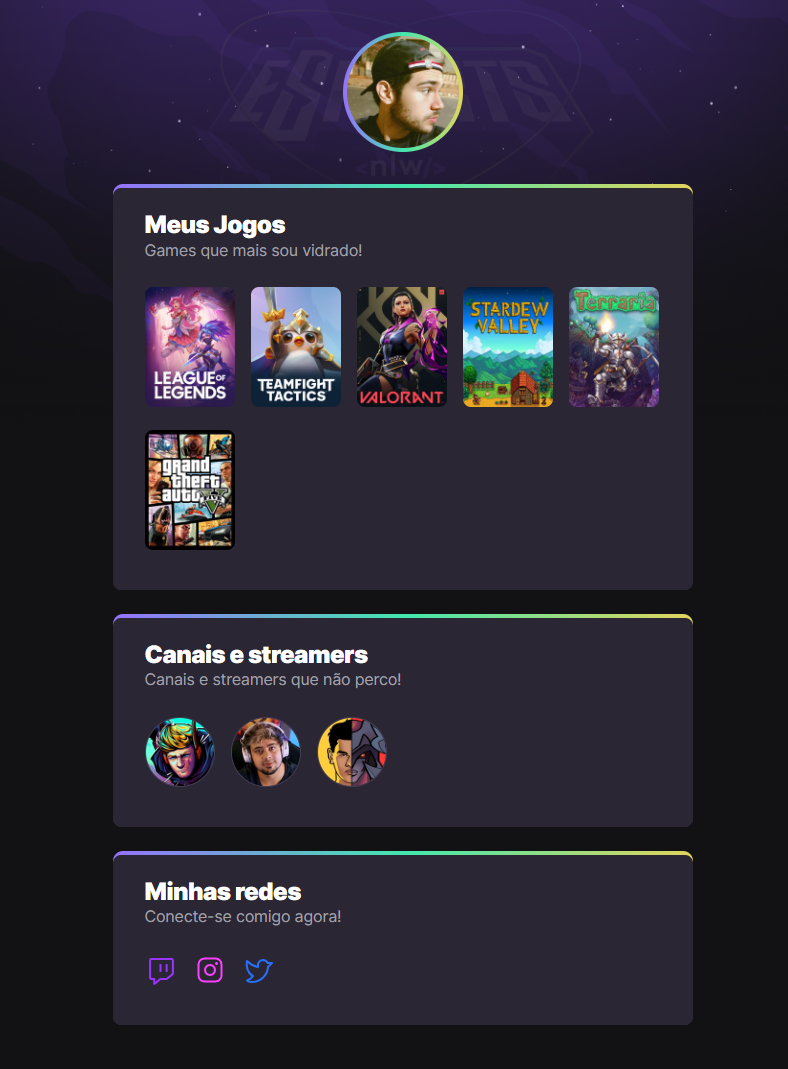 <nlw/>
Meus Jogos
Games que mais sou vidrado!
LEAGUE OF
LEGENDS
TEAMFIGHT
TACTICS
VALORANT
STARDEW
VALLEY
Terraria
grand
theft
auto
V
Canais e streamers
Canais e streamers que não perco!
Minhas redes
Conecte-se comigo agora!